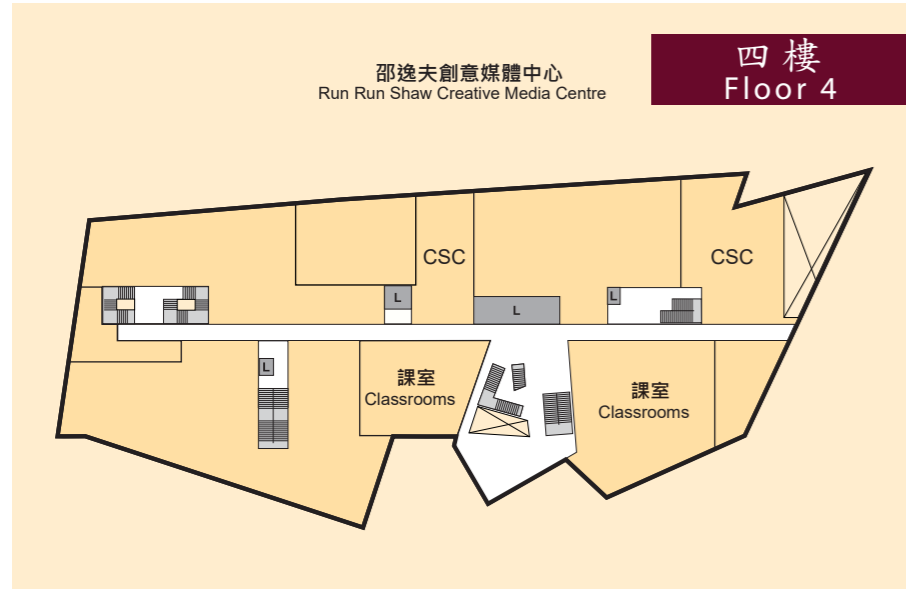 邵逸夫創意媒體中心
Run Run Shaw Creative Media Centre
四樓
Floor 4
CSC
CSC
L
L
L
L
課室
Classrooms
課室
Classrooms